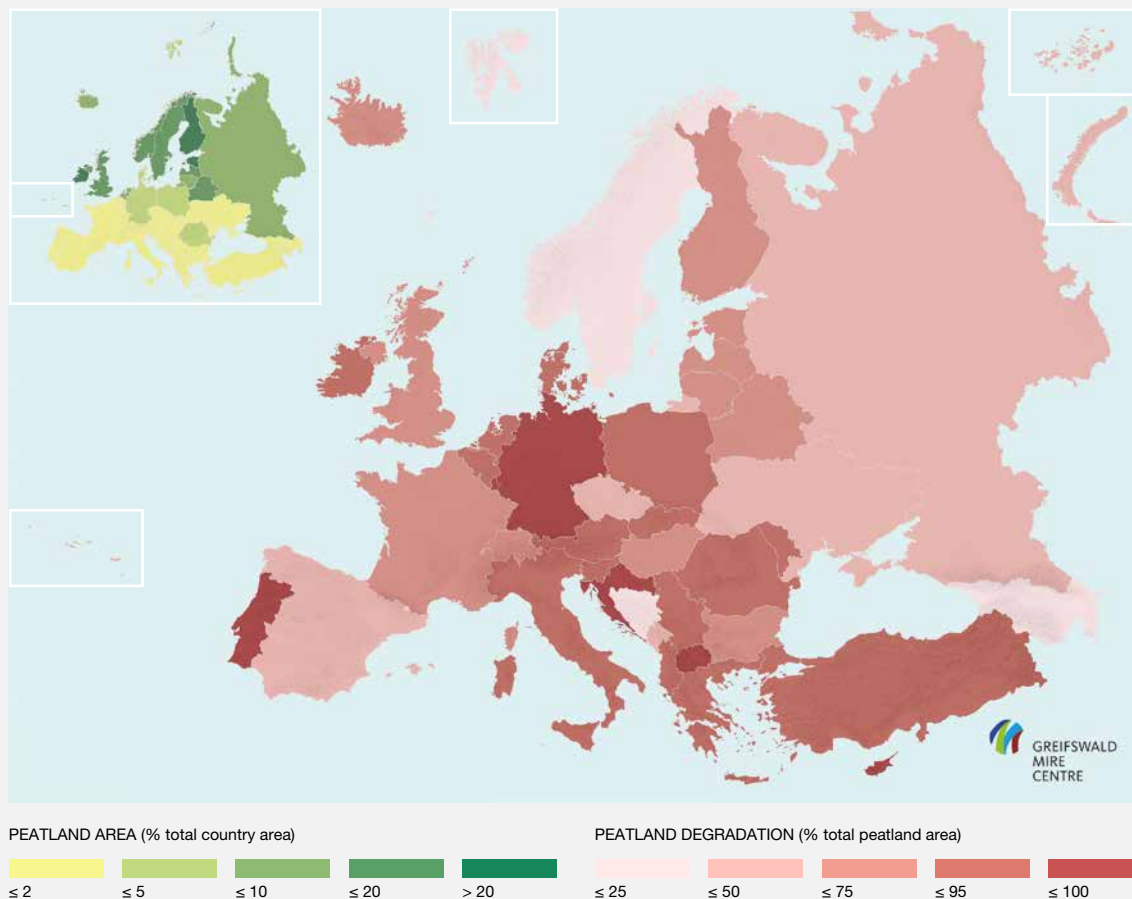 GREIFSWALD
MIRE
CENTRE
PEATLAND AREA (% total country area)
≤ 2 ≤ 5 ≤ 10 ≤ 20 > 20
PEATLAND DEGRADATION (% total peatland area)
≤ 25 ≤ 50 ≤ 75 ≤ 95 ≤ 100